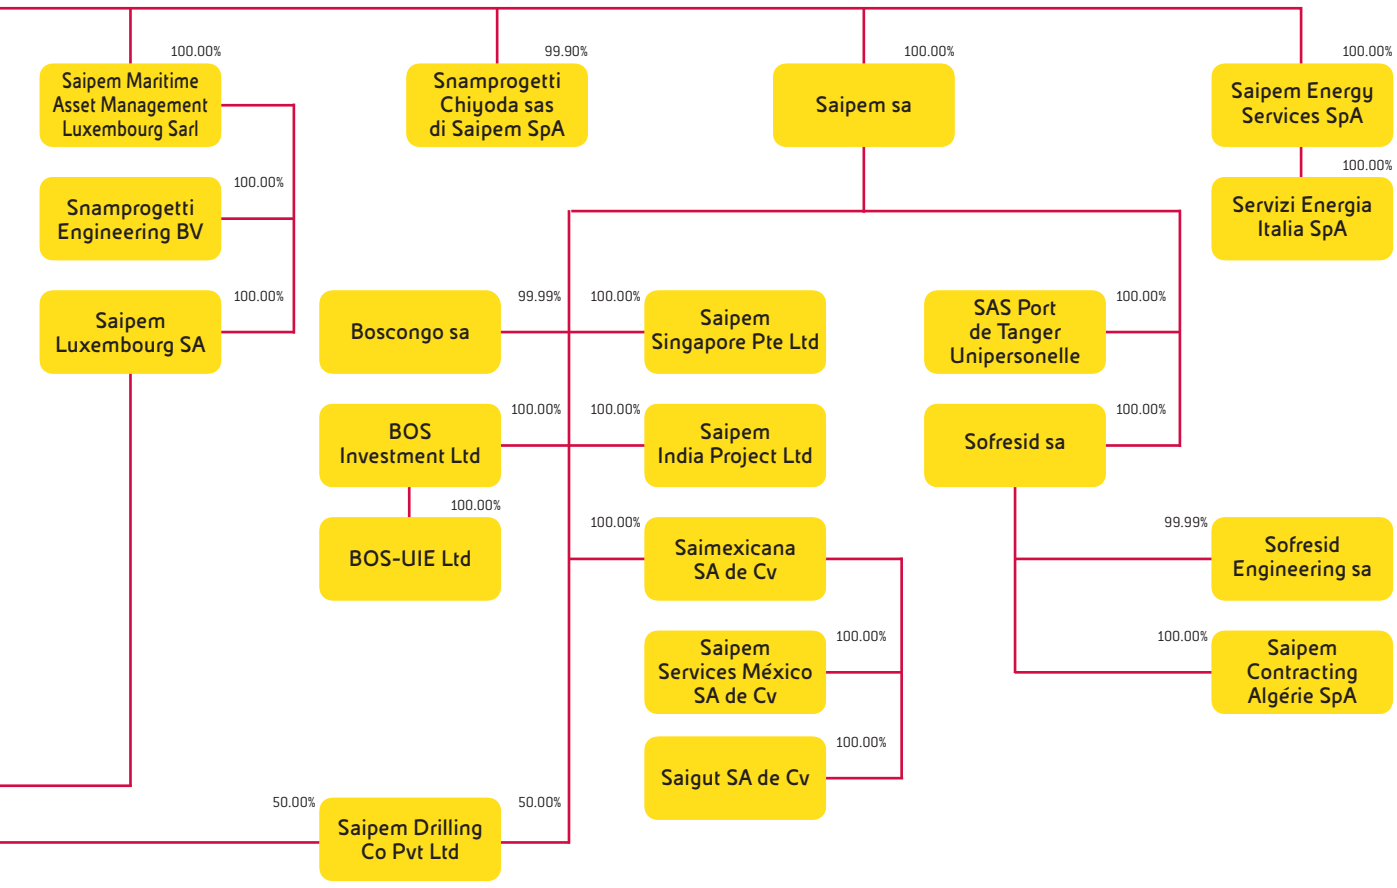 100.00%
99.90%
100.00%
100.00%
Saipem Maritime
Asset Management
Luxembourg Sarl
Snamprogetti
Chiyoda sas
di Saipem SpA
Saipem sa
Saipem Energy
Services SpA
100.00%
100.00%
Snamprogetti
Engineering BV
Servizi Energia
Italia SpA
100.00%
99.99%
100.00%
100.00%
Saipem
Luxembourg SA
Boscongo sa
Saipem
Singapore Pte Ltd
SAS Port
de Tanger
Unipersonelle
100.00%
100.00%
100.00%
BOS
Investment Ltd
Saipem
India Project Ltd
Sofresid sa
100.00%
100.00%
99.99%
BOS-UIE Ltd
Saimexicana
SA de Cv
Sofresid
Engineering sa
100.00%
100.00%
Saipem
Services México
SA de Cv
Saipem
Contracting
Algérie SpA
100.00%
Saigut SA de Cv
50.00%
50.00%
Saipem Drilling
Co Pvt Ltd